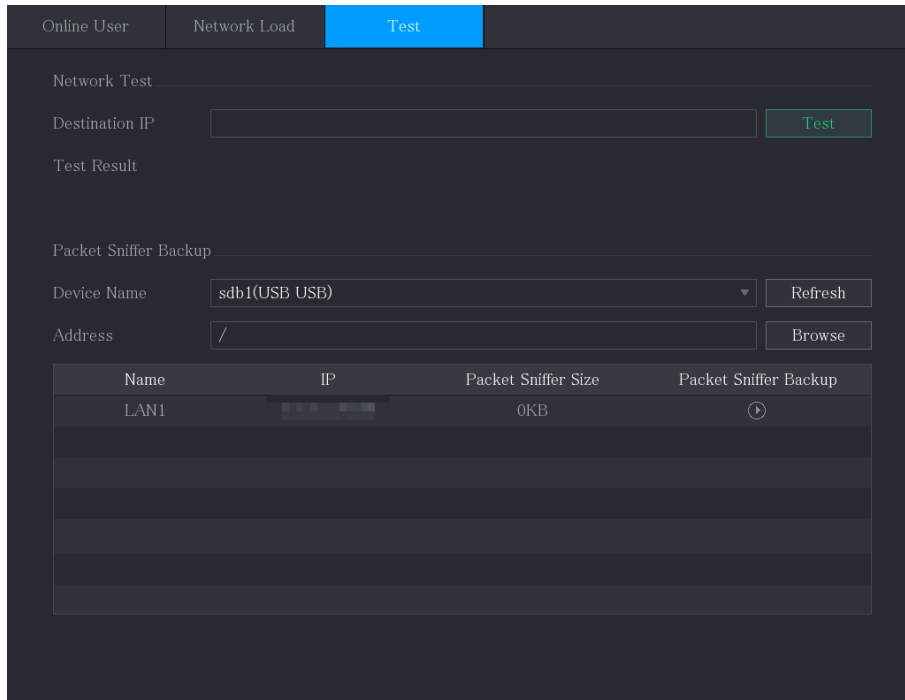 Online User Network Load Test
Network Test
Destination IP Test
Test Result
Packet Sniffer Backup
Device Name sdb1(USB USB) Refresh
Address / Browse
Name IP Packet Sniffer Size Packet Sniffer Backup
LAN1 0KB